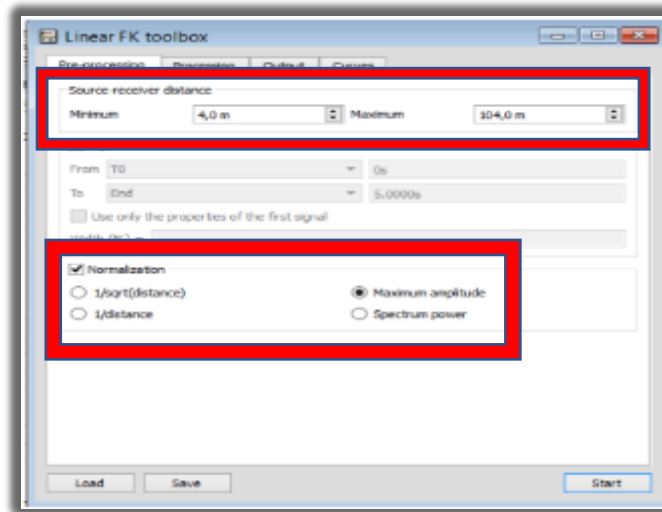 Linear FK toolbox
Pre-processing Processing Output Curves
Source receiver distance
Minimum 4,0 m Maximum 104,0 m
From T0 0s
To End 5.0000s
Use only the properties of the first signal
Width (%)
Normalization
1/sqrt(distance) Maximum amplitude
1/distance Spectrum power
Load Save Start